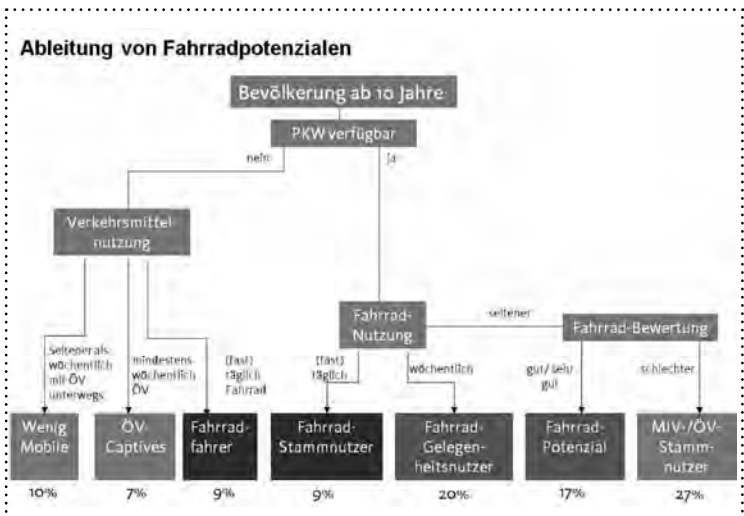 Ableitung von Fahrradpotenzialen
Bevölkerung ab 10 Jahre
PKW verfügbar
nein
ja
Verkehrsmittel
nutzung
Fahrrad-
Nutzung
seltener
Fahrrad-Bewertung
Seltener als
wöchentlich
mit ÖV
unterwegs
mindestens
wöchentlich
ÖV
(fast)
täglich
Fahrrad
(fast)
täglich
wöchentlich
gut/ sehr
gut
schlechter
Wenig
Mobile
ÖV-
Captives
Fahrrad-
fahrer
Fahrrad-
Stammnutzer
Fahrrad-
Gelegen-
heitsnutzer
Fahrrad-
Potenzial
MIV-/ÖV-
Stamm-
nutzer
10%
7%
9%
9%
20%
17%
27%